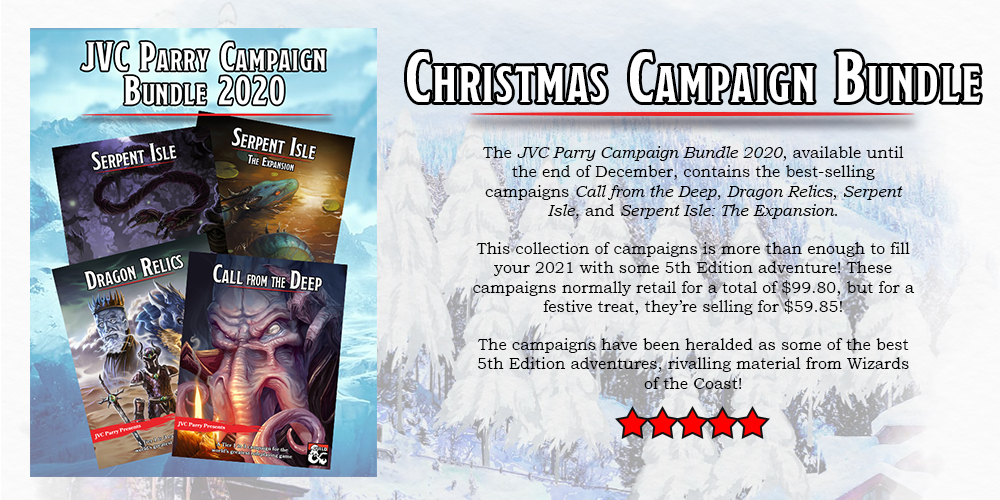 JVC Parry Campaign
Bundle 2020
Serpent Isle
Serpent Isle
The Expansion
Dragon Relics
Call from the Deep
JVC Parry Presents
JVC Parry Presents
world's greatest roleplaying game
Christmas Campaign Bundle
The JVC Parry Campaign Bundle 2020, available until
the end of December, contains the best-selling
campaigns Call from the Deep, Dragon Relics, Serpent
Isle, and Serpent Isle: The Expansion.
This collection of campaigns is more than enough to fill
your 2021 with some 5th Edition adventure! These
campaigns normally retail for a total of $99.80, but for a
festive treat, they're selling for $59.85!
The campaigns have been heralded as some of the best
5th Edition adventures, rivalling material from Wizards
of the Coast!